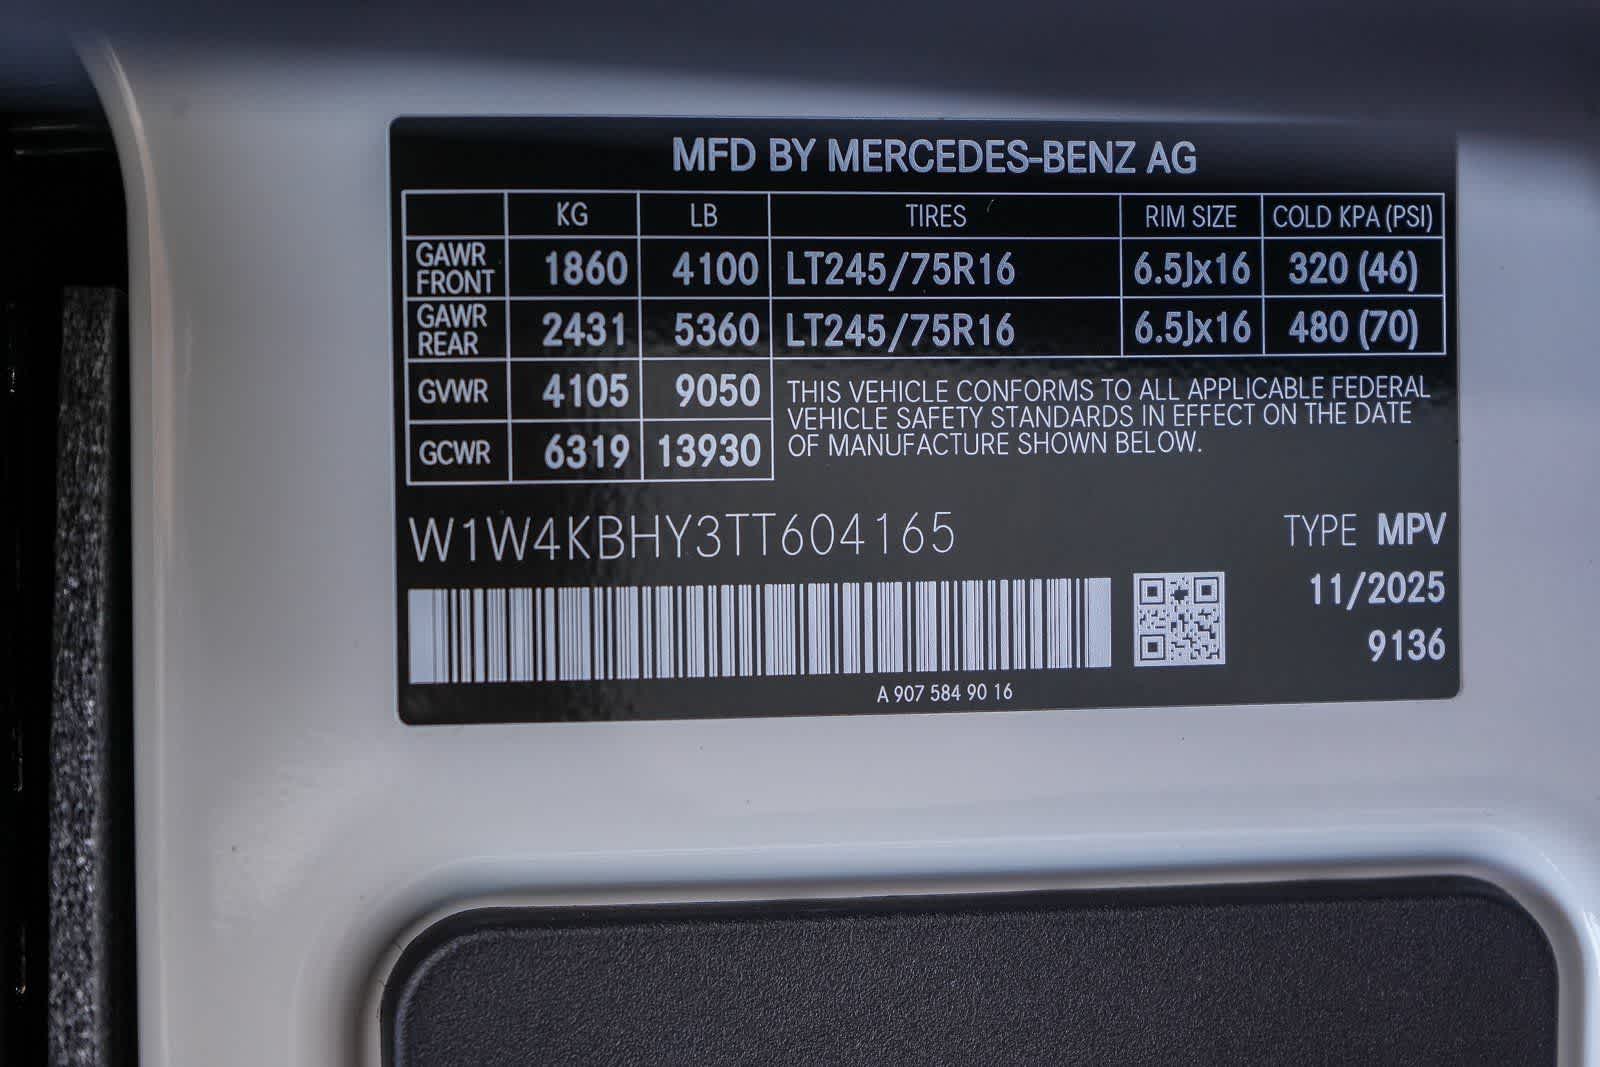 MFD BY MERCEDES-BENZ AG
KG LB TIRES RIM SIZE COLD KPA (PSI)
GAWR FRONT 1860 4100 LT245/75R16 6.5Jx16 320 (46)
GAWR REAR 2431 5360 LT245/75R16 6.5Jx16 480 (70)
GVWR 4105 9050
GCWR 6319 13930
THIS VEHICLE CONFORMS TO ALL APPLICABLE FEDERAL
VEHICLE SAFETY STANDARDS IN EFFECT ON THE DATE
OF MANUFACTURE SHOWN BELOW.
W1W4KBHY3TT604165
TYPE MPV
11/2025
9136
A 907 584 90 16